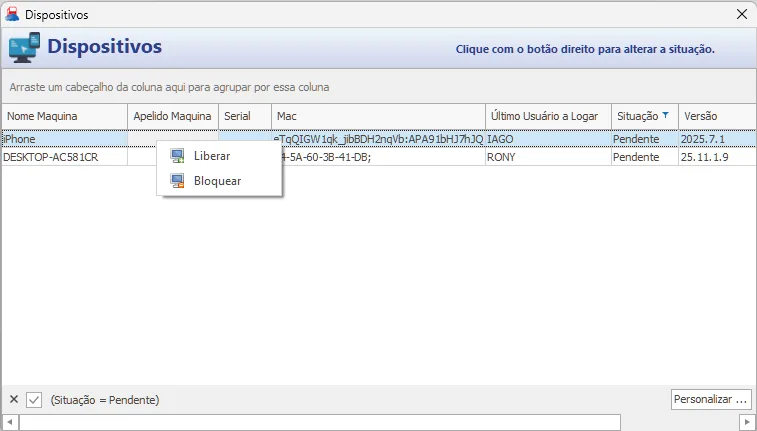 Dispositivos
Dispositivos
Clique com o botão direito para alterar a situação.
Arraste um cabeçalho da coluna aqui para agrupar por essa coluna
Nome Maquina Apelido Maquina Serial Mac Último Usuário a Logar Situação Versão
iPhone eTqQIGW1qk_jibBDH2nqVb:APA91bHJ7hJQ IAGO Pendente 2025.7.1
DESKTOP-AC581CR 4-5A-60-3B-41-DB; RONY Pendente 25.11.1.9
Liberar
Bloquear
(Situação = Pendente)
Personalizar ...